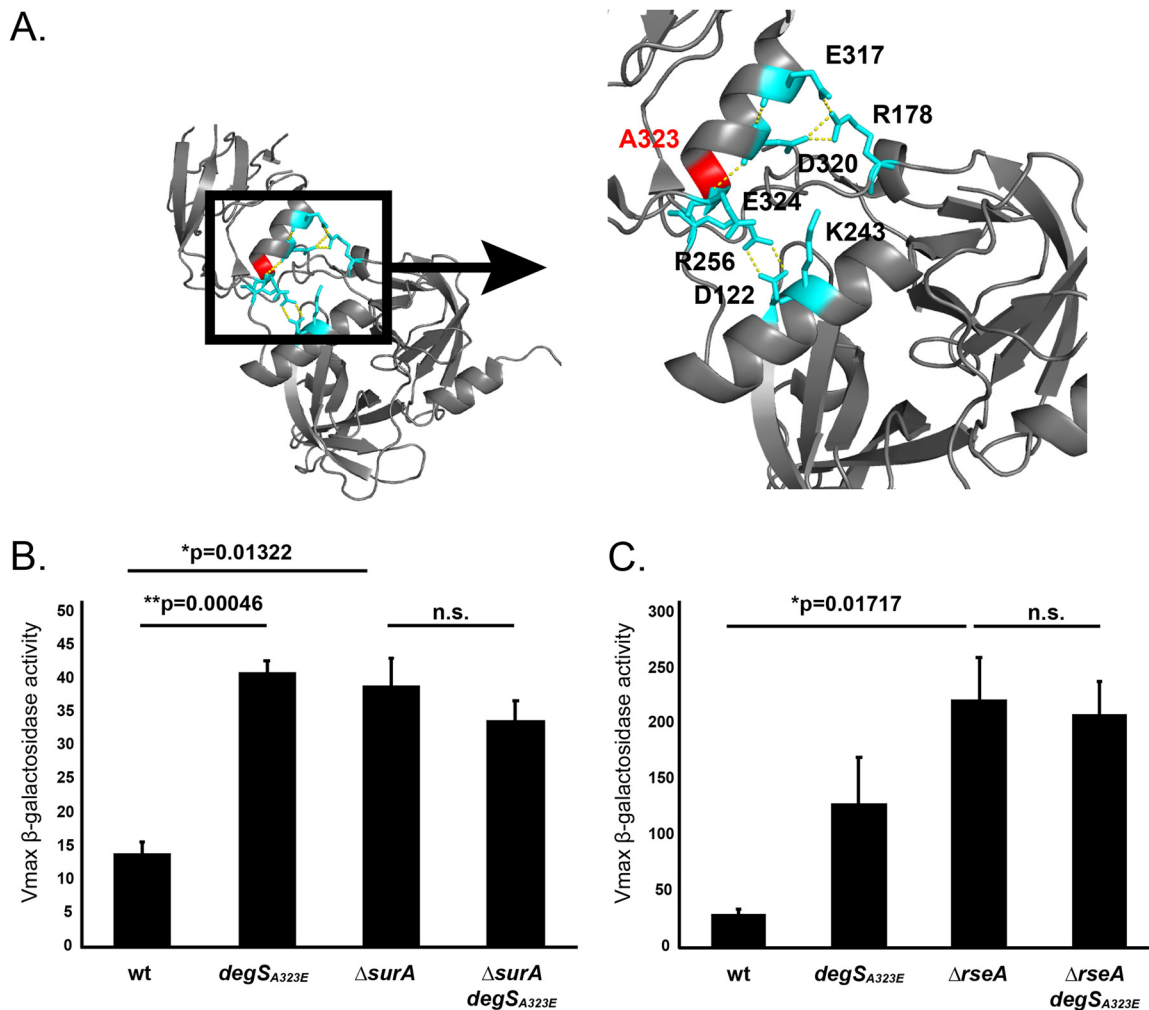 A.
E317
R178
A323
D320
E324
K243
R256
D122
B.
*p=0.01322
**p=0.00046
n.s.
Vmax β-galactosidase activity
50
45
40
35
30
25
20
15
10
5
0
wt
degSA323E
ΔsurA
ΔsurA
degSA323E
C.
*p=0.01717
n.s.
Vmax β-galactosidase activity
300
250
200
150
100
50
0
wt
degSA323E
ΔrseA
ΔrseA
degSA323E